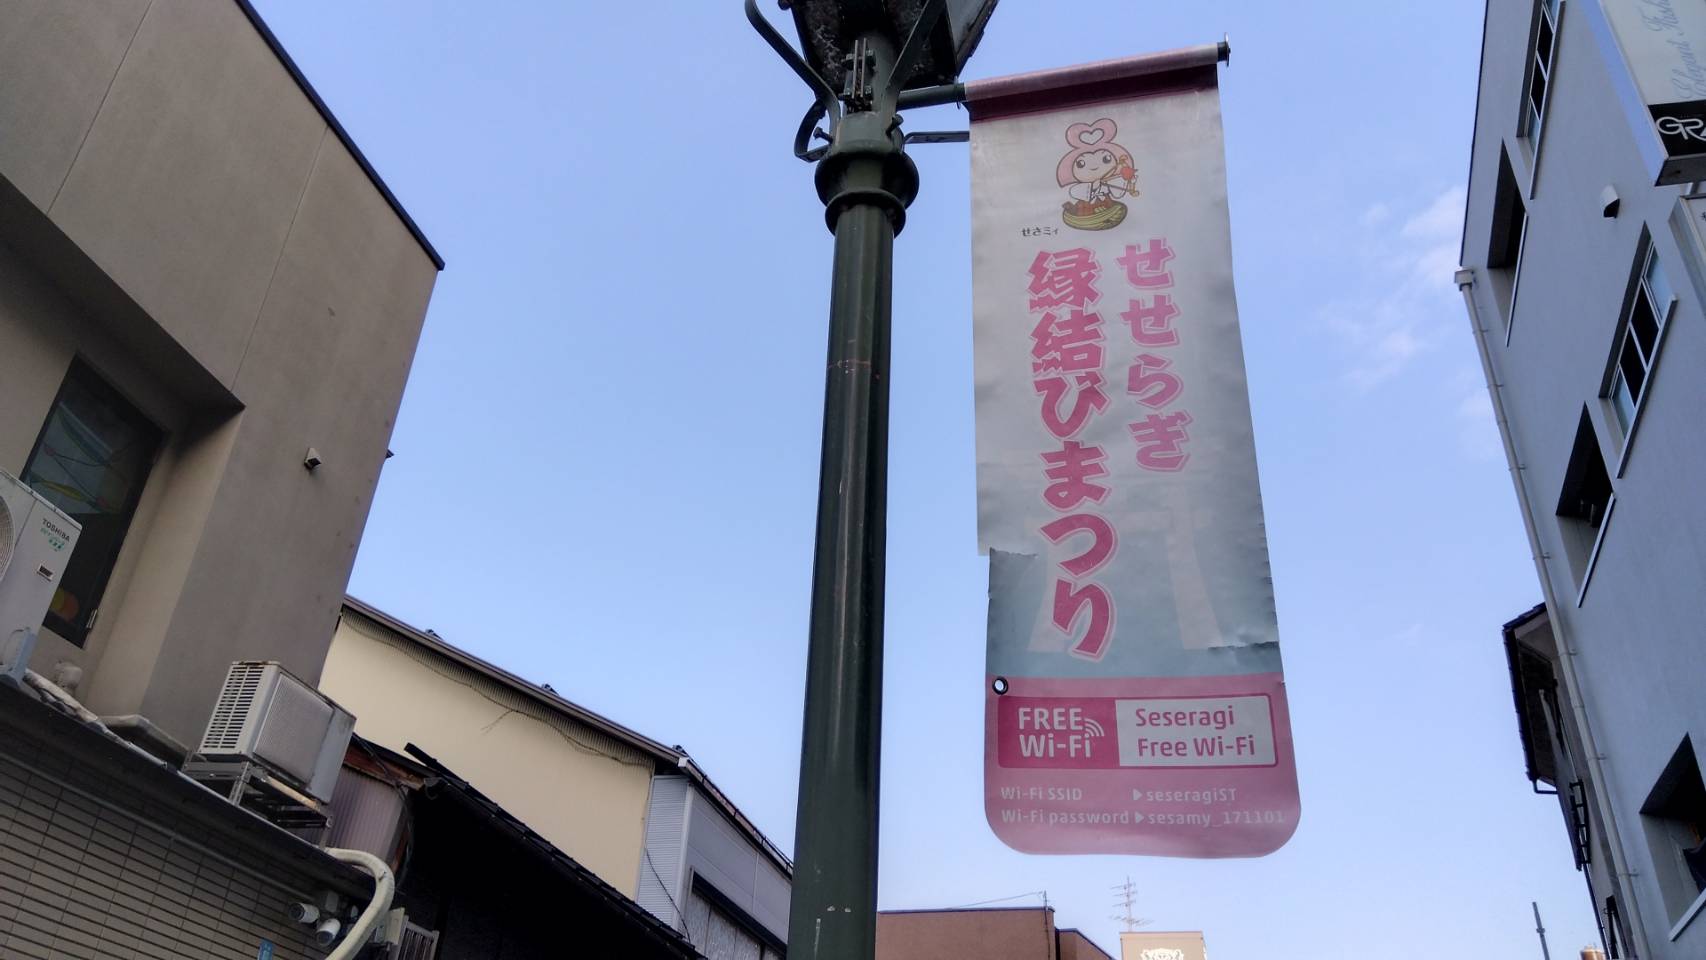 せさミィ
せせらぎ
縁結びまつり
FREE
Wi-Fi
Seseragi
Free Wi-Fi
Wi-Fi SSID ▶seseragiST
Wi-Fi password▶sesamy_171101
TOSHIBA